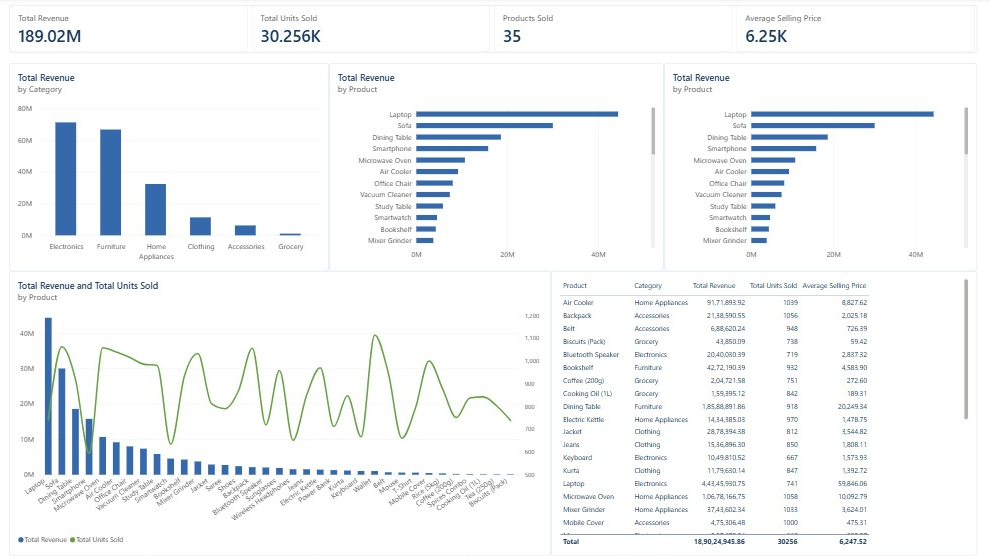 Total Revenue
189.02M
Total Units Sold
30.256K
Products Sold
35
Average Selling Price
6.25K
Total Revenue
by Category
80M
60M
40M
20M
0M
Electronics
Furniture
Home Appliances
Clothing
Accessories
Grocery
Total Revenue
by Product
Laptop
Sofa
Dining Table
Smartphone
Microwave Oven
Air Cooler
Office Chair
Vacuum Cleaner
Study Table
Smartwatch
Bookshelf
Mixer Grinder
0M 20M 40M
Total Revenue
by Product
Laptop
Sofa
Dining Table
Smartphone
Microwave Oven
Air Cooler
Office Chair
Vacuum Cleaner
Study Table
Smartwatch
Bookshelf
Mixer Grinder
0M 20M 40M
Total Revenue and Total Units Sold
by Product
40M
30M
20M
10M
0M
1,200
1,100
1,000
900
800
700
600
500
Laptop
Sofa
Dining Table
Smartphone
Microwave Oven
Air Cooler
Office Chair
Vacuum Cleaner
Study Table
Smartwatch
Bookshelf
Mixer Grinder
Jacket
Saree
Shoes
Backpack
Bluetooth Speaker
Sunglasses
Wireless Headphones
Jeans
Electric Kettle
Power Bank
Kurta
Keyboard
Wallet
Belt
Mouse
T-Shirt
Mobile Cover
Rice (5kg)
Coffee (200g)
Spices Combo
Cooking Oil (1L)
Tea (250g)
Biscuits (Pack)
Total Revenue Total Units Sold
Product Category Total Revenue Total Units Sold Average Selling Price
Air Cooler Home Appliances 91,71,893.92 1039 8,827.62
Backpack Accessories 21,38,590.55 1056 2,025.18
Belt Accessories 6,88,620.24 948 726.39
Biscuits (Pack) Grocery 43,850.09 738 59.42
Bluetooth Speaker Electronics 20,40,030.39 719 2,837.32
Bookshelf Furniture 42,72,190.39 932 4,583.90
Coffee (200g) Grocery 2,04,721.58 751 272.60
Cooking Oil (1L) Grocery 1,59,395.12 842 189.31
Dining Table Furniture 1,85,88,891.86 918 20,249.34
Electric Kettle Home Appliances 14,34,385.03 970 1,478.75
Jacket Clothing 28,78,394.38 812 3,544.82
Jeans Clothing 15,36,896.30 850 1,808.11
Keyboard Electronics 10,49,810.52 667 1,573.93
Kurta Clothing 11,79,630.14 847 1,392.72
Laptop Electronics 4,43,45,930.75 741 59,846.06
Microwave Oven Home Appliances 1,06,78,166.75 1058 10,092.79
Mixer Grinder Home Appliances 37,43,602.34 1033 3,624.01
Mobile Cover Accessories 4,75,306.48 1000 475.31
Total 18,90,24,945.86 30256 6,247.52